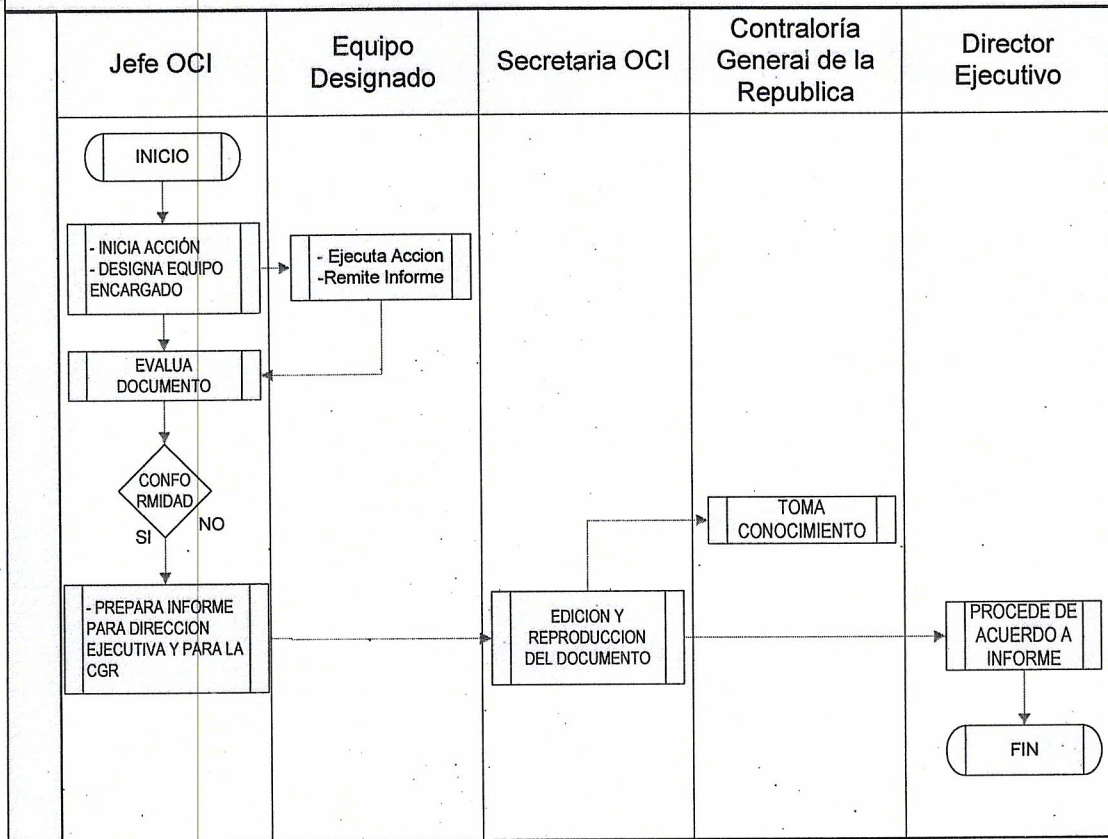 Jefe OCI
Equipo
Designado
Secretaria OCI
Contraloría
General de la
Republica
Director
Ejecutivo
INICIO
- INICIA ACCIÓN
- DESIGNA EQUIPO
ENCARGADO
- Ejecuta Accion
-Remite Informe
EVALUA
DOCUMENTO
CONFO
RMIDAD
SI
NO
TOMA
CONOCIMIENTO
- PREPARA INFORME
PARA DIRECCION
EJECUTIVA Y PARA LA
CGR
EDICION Y
REPRODUCCION
DEL DOCUMENTO
PROCEDE DE
ACUERDO A
INFORME
FIN